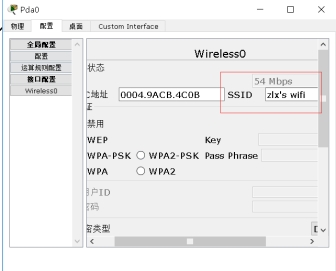 Pda0
物理 配置 桌面 Custom Interface
全局配置
配置
运算规则配置
接口配置
Wireless0
Wireless0
状态
54 Mbps
地址 0004.9ACB.4C0B SSID zlx's wifi
证
禁用
WEP Key
WPA-PSK WPA2-PSK Pass Phrase
WPA WPA2
户ID
密码
密类型